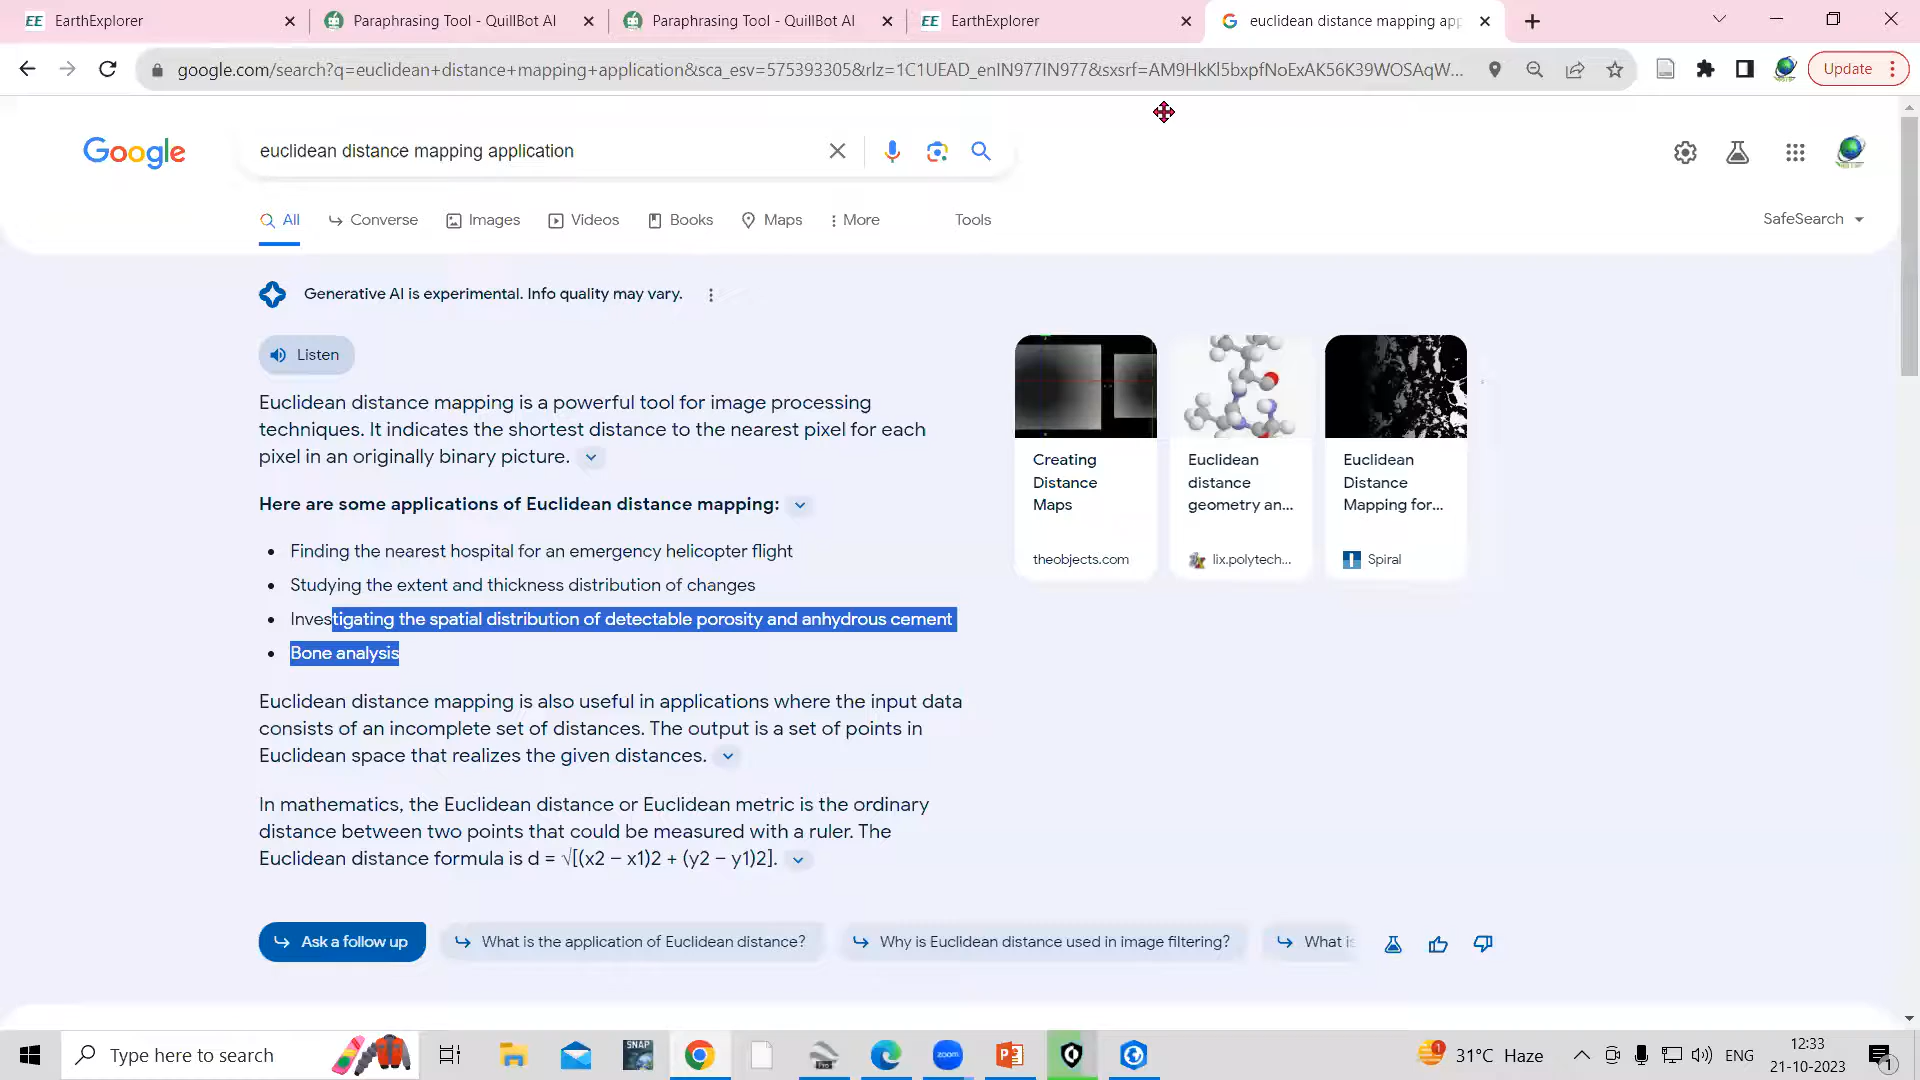 EE EarthExplorer
Paraphrasing Tool - QuillBot AI
Paraphrasing Tool - QuillBot AI
EE EarthExplorer
euclidean distance mapping app
google.com/search?q=euclidean+distance+mapping+application&sca_esv=575393305&rlz=1C1UEAD_enIN977IN977&sxsrf=AM9HkKl5bxpfNoExAK56K39WOSAqW...
Update
Google
euclidean distance mapping application
All
Converse
Images
Videos
Books
Maps
More
Tools
SafeSearch
Generative AI is experimental. Info quality may vary.
Listen
Euclidean distance mapping is a powerful tool for image processing
techniques. It indicates the shortest distance to the nearest pixel for each
pixel in an originally binary picture.
Here are some applications of Euclidean distance mapping:
• Finding the nearest hospital for an emergency helicopter flight
• Studying the extent and thickness distribution of changes
• Investigating the spatial distribution of detectable porosity and anhydrous cement
• Bone analysis
Euclidean distance mapping is also useful in applications where the input data
consists of an incomplete set of distances. The output is a set of points in
Euclidean space that realizes the given distances.
In mathematics, the Euclidean distance or Euclidean metric is the ordinary
distance between two points that could be measured with a ruler. The
Euclidean distance formula is d = √[(x2 − x1)2 + (y2 − y1)2].
Creating
Distance
Maps
theobjects.com
Euclidean
distance
geometry an...
lix.polytech...
Euclidean
Distance
Mapping for...
Spiral
Ask a follow up
What is the application of Euclidean distance?
Why is Euclidean distance used in image filtering?
What is
Type here to search
SNAP
Pro
zoom
31°C Haze
ENG
12:33
21-10-2023
1
1